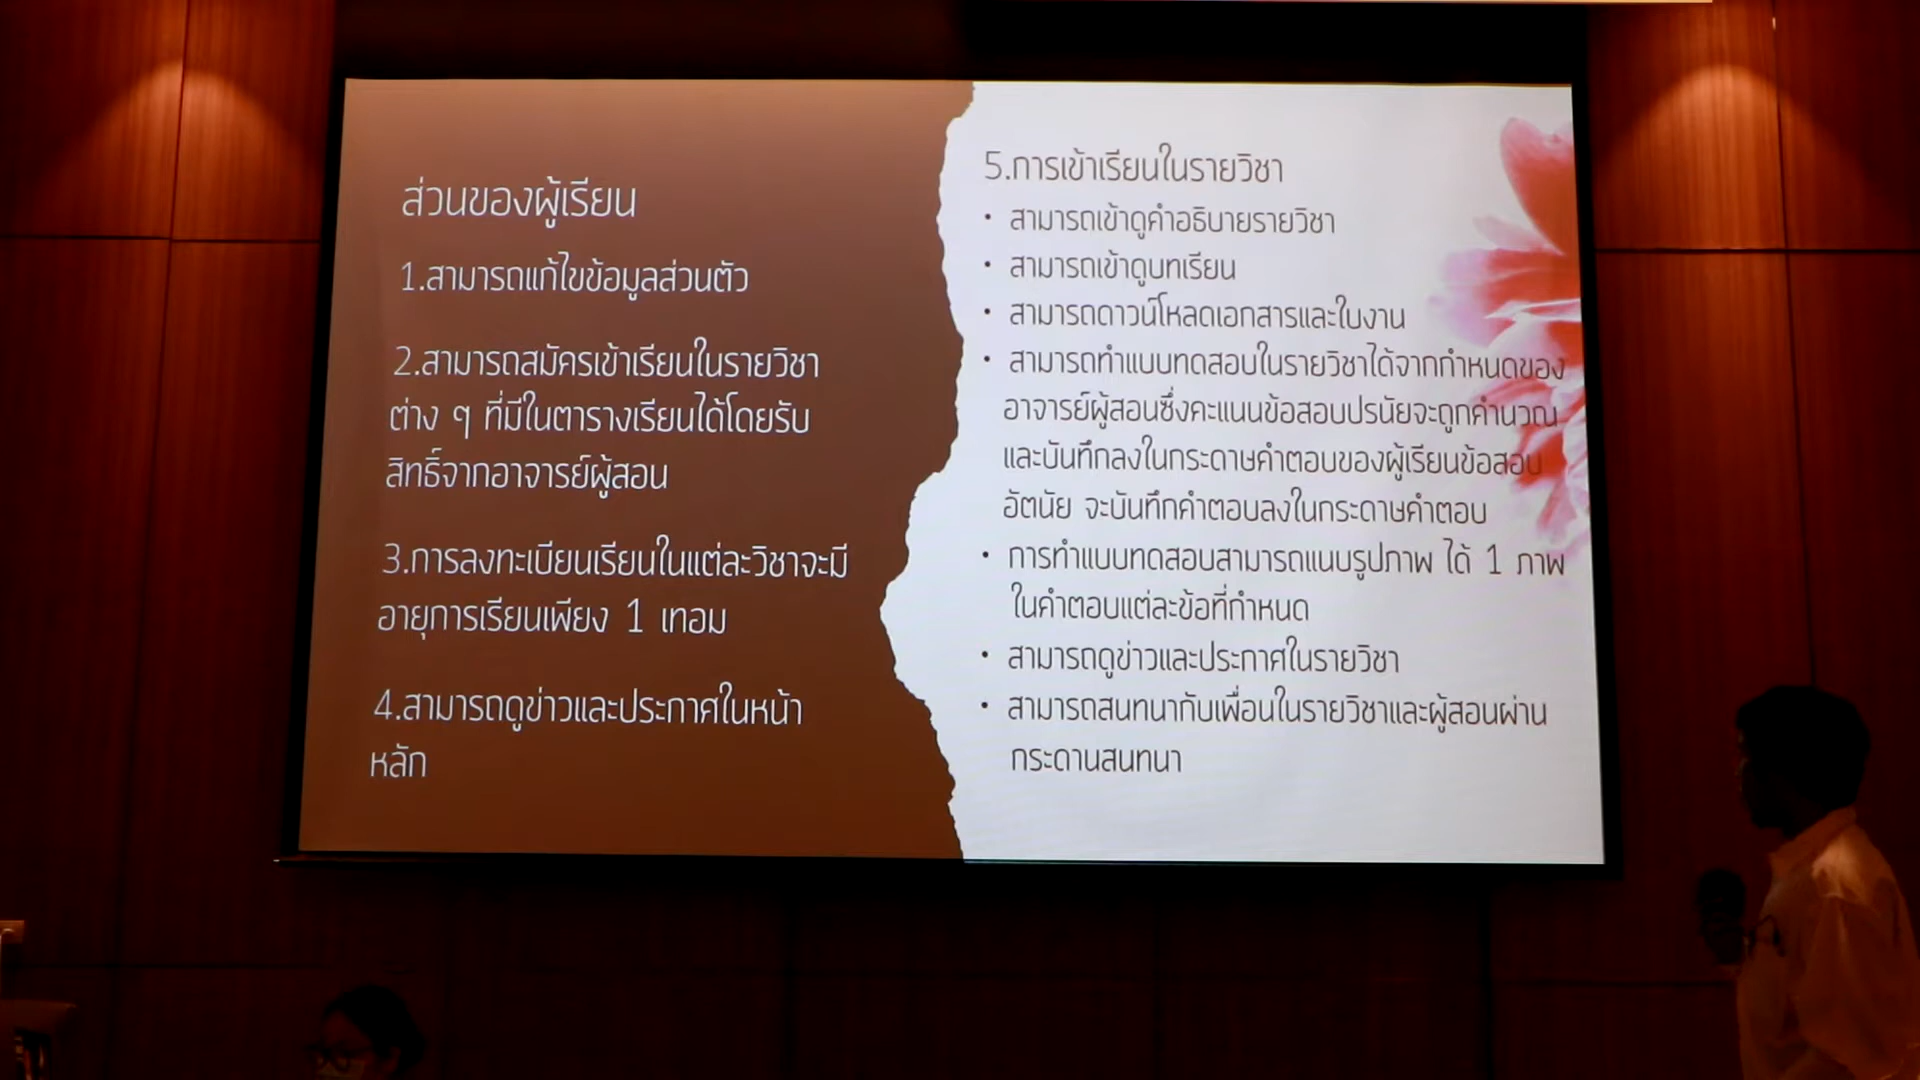 ส่วนของผู้เรียน
1.สามารถแก้ไขข้อมูลส่วนตัว
2.สามารถสมัครเข้าเรียนในรายวิชา
ต่าง ๆ ที่มีในตารางเรียนได้โดยรับ
สิทธิ์จากอาจารย์ผู้สอน
3.การลงทะเบียนเรียนในแต่ละวิชาจะมี
อายุการเรียนเพียง 1 เทอม
4.สามารถดูข่าวและประกาศในหน้า
หลัก
5.การเข้าเรียนในรายวิชา
• สามารถเข้าดูคำอธิบายรายวิชา
• สามารถเข้าดูบทเรียน
• สามารถดาวน์โหลดเอกสารและใบงาน
• สามารถทำแบบทดสอบในรายวิชาได้จากกำหนดของ
อาจารย์ผู้สอนซึ่งคะแนนข้อสอบปรนัยจะถูกคำนวณ
และบันทึกลงในกระดาษคำตอบของผู้เรียนข้อสอบ
อัตนัย จะบันทึกคำตอบลงในกระดาษคำตอบ
• การทำแบบทดสอบสามารถแนบรูปภาพ ได้ 1 ภาพ
ในคำตอบแต่ละข้อที่กำหนด
• สามารถดูข่าวและประกาศในรายวิชา
• สามารถสนทนากับเพื่อนในรายวิชาและผู้สอนผ่าน
กระดานสนทนา